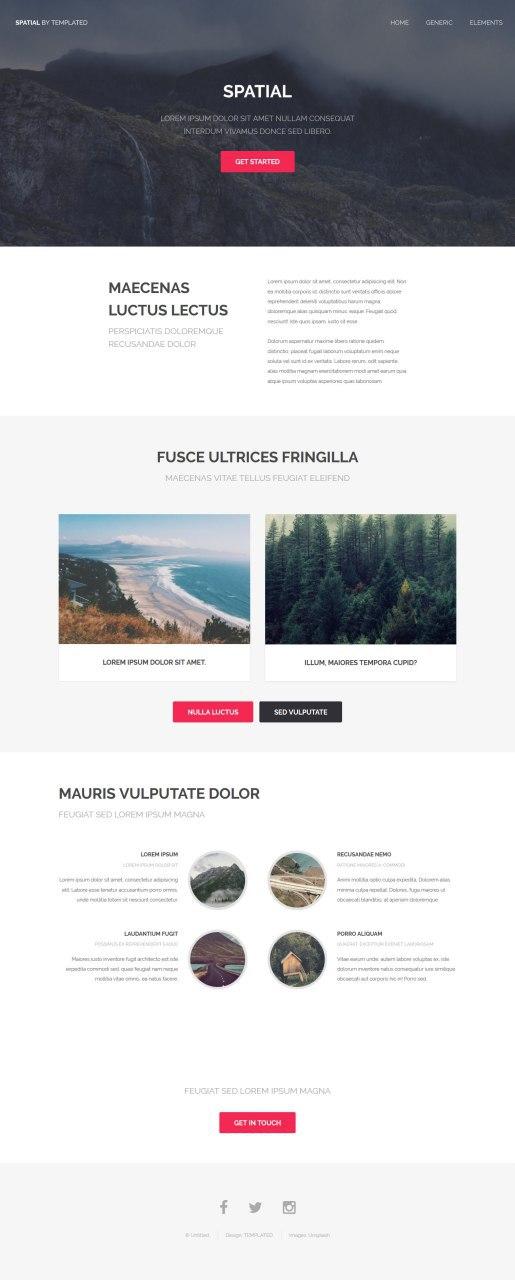 SPATIAL BY TEMPLATED
HOME GENERIC ELEMENTS
SPATIAL
LOREM IPSUM DOLOR SIT AMET NULLAM CONSEQUAT
INTERDUM VIVAMUS DONCE SED LIBERO.
GET STARTED
MAECENAS
LUCTUS LECTUS
PERSPICIATIS DOLOREMQUE
RECUSANDAE DOLOR
Lorem ipsum dolor sit amet, consectetur adipiscing elit. Non
ea mollitia corporis id, distinctio sunt veritatis officiis dolore
reprehenderit deleniti voluptatibus harum magna,
doloremque alias quisquam minus, eaque. Feugiat quod,
nesciunt! Iste quos ipsam, iusto sit esse.
Dolorum aspernatur maxime libero ratione quidem
distinctio, placeat fugiat laborum voluptatum enim neque
soluta vel sunt id ex veritatis. Labore rerum, odit sapiente,
alias mollitia magnam exercitationem modi amet earum quia
atque ipsum voluptas asperiores quas laboriosam.
FUSCE ULTRICES FRINGILLA
MAECENAS VITAE TELLUS FEUGIAT ELEIFEND
LOREM IPSUM DOLOR SIT AMET.
ILLUM, MAIORES TEMPORA CUPID?
NULLA LUCTUS
SED VULPUTATE
MAURIS VULPUTATE DOLOR
FEUGIAT SED LOREM IPSUM MAGNA
LOREM IPSUM
LOREM IPSUM DOLOR SIT
Lorem ipsum dolor sit amet, consectetur adipisicing
elit. Labore esse tenetur accusantium porro omnis,
unde mollitia totam sit nesciunt consectetur.
RECUSANDAE NEMO
RATIONE MAIORES A, COMMODI
Animi mollitia optio culpa expedita. Dolorem alias
minima culpa repellat. Dolores, fuga maiores ut
obcaecati blanditiis, at aperiam doloremque.
LAUDANTIUM FUGIT
POSSIMUS EX REPREHENDERIT EAQUE
Maiores iusto inventore fugit architecto est iste
expedita commodi sed, quasi feugiat nam neque
mollitia vitae omnis, ea natus facere.
PORRO ALIQUAM
QUAERAT, EXCEPTURI EVENIET LABORIOSAM
Vitae earum unde, autem labore voluptas ex, iste
dolorum inventore natus consequatur iure similique
obcaecati aut corporis hic in! Porro sed.
FEUGIAT SED LOREM IPSUM MAGNA
GET IN TOUCH
© Untitled. Design: TEMPLATED. Images: Unsplash.